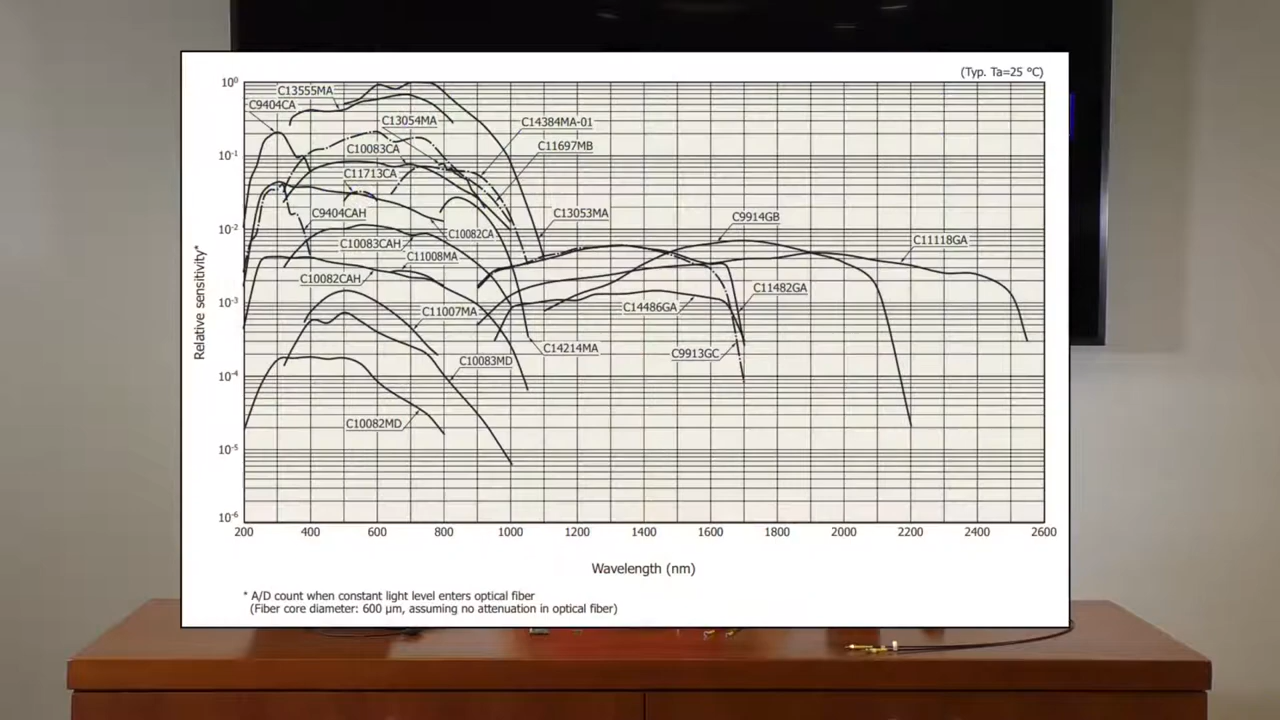 (Typ. Ta=25 °C)
10⁰
C13555MA
C9404CA
C13054MA
C14384MA-01
C10083CA
C11697MB
10⁻¹
C11713CA
C9404CAH
C13053MA
C9914GB
10⁻²
C10082CA
C10083CAH
C11118GA
C11008MA
C10082CAH
C11482GA
10⁻³
C14486GA
C11007MA
C14214MA
C9913GC
C10083MD
10⁻⁴
C10082MD
10⁻⁵
10⁻⁶
Relative sensitivity*
200 400 600 800 1000 1200 1400 1600 1800 2000 2200 2400 2600
Wavelength (nm)
* A/D count when constant light level enters optical fiber
(Fiber core diameter: 600 µm, assuming no attenuation in optical fiber)